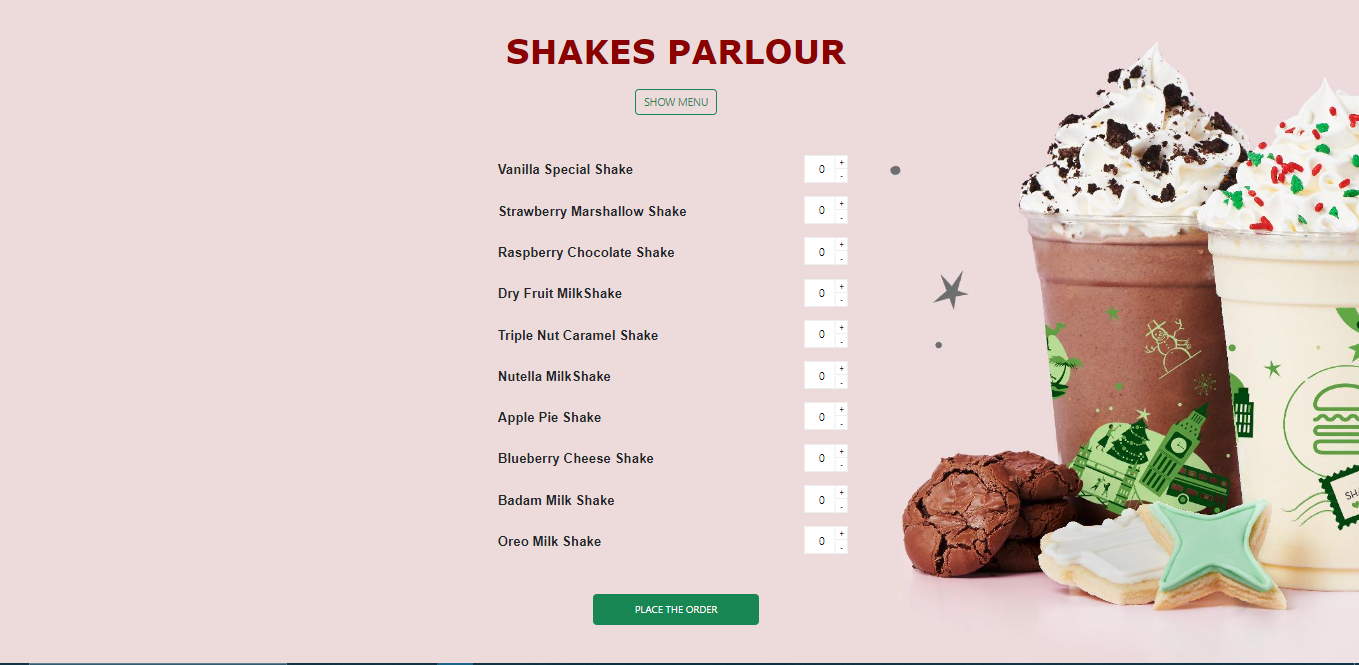 SHAKES PARLOUR
SHOW MENU
Vanilla Special Shake 0 + -
Strawberry Marshallow Shake 0 + -
Raspberry Chocolate Shake 0 + -
Dry Fruit MilkShake 0 + -
Triple Nut Caramel Shake 0 + -
Nutella MilkShake 0 + -
Apple Pie Shake 0 + -
Blueberry Cheese Shake 0 + -
Badam Milk Shake 0 + -
Oreo Milk Shake 0 + -
PLACE THE ORDER